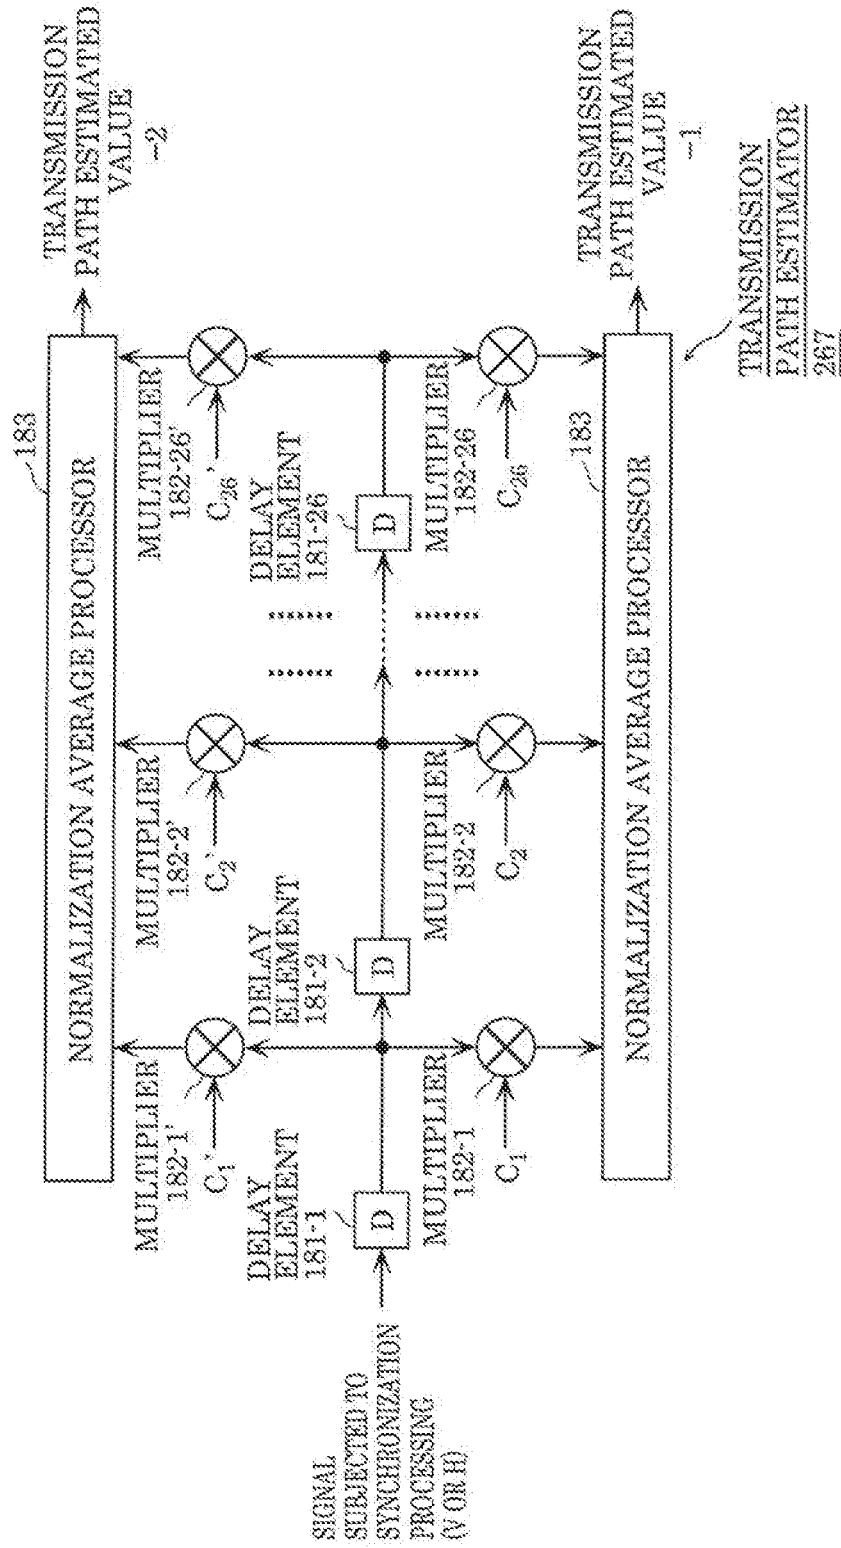 SIGNAL
SUBJECTED TO
SYNCHRONIZATION
PROCESSING
(V OR H)
NORMALIZATION AVERAGE PROCESSOR
183
TRANSMISSION
PATH ESTIMATED
VALUE
-2
MULTIPLIER
182-1'
C1'
MULTIPLIER
182-2'
C2'
MULTIPLIER
182-26'
C26'
DELAY
ELEMENT
181-1
D
DELAY
ELEMENT
181-2
D
DELAY
ELEMENT
181-26
D
MULTIPLIER
182-1
C1
MULTIPLIER
182-2
C2
MULTIPLIER
182-26
C26
NORMALIZATION AVERAGE PROCESSOR
183
TRANSMISSION
PATH ESTIMATED
VALUE
-1
TRANSMISSION
PATH ESTIMATOR
267